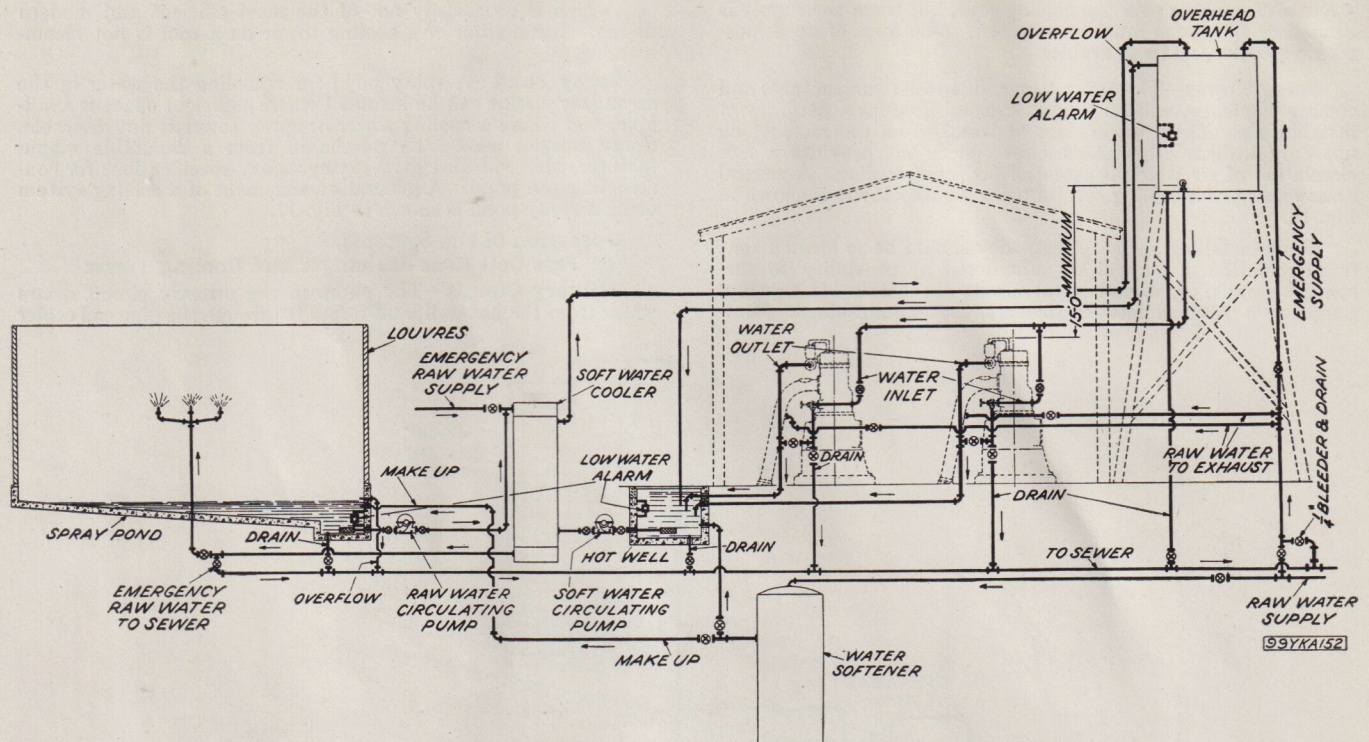 OVERHEAD
TANK
OVERFLOW
LOW WATER
ALARM
15'-0" MINIMUM
EMERGENCY
SUPPLY
LOUVRES
EMERGENCY
RAW WATER
SUPPLY
SOFT WATER
COOLER
WATER
OUTLET
WATER
INLET
RAW WATER
TO EXHAUST
1/4" BLEEDER & DRAIN
MAKE UP
LOW WATER
ALARM
DRAIN
DRAIN
SPRAY POND
DRAIN
HOT WELL
DRAIN
TO SEWER
EMERGENCY
RAW WATER
TO SEWER
OVERFLOW
RAW WATER
CIRCULATING
PUMP
SOFT WATER
CIRCULATING
PUMP
RAW WATER
SUPPLY
MAKE UP
WATER
SOFTENER
99YKA152